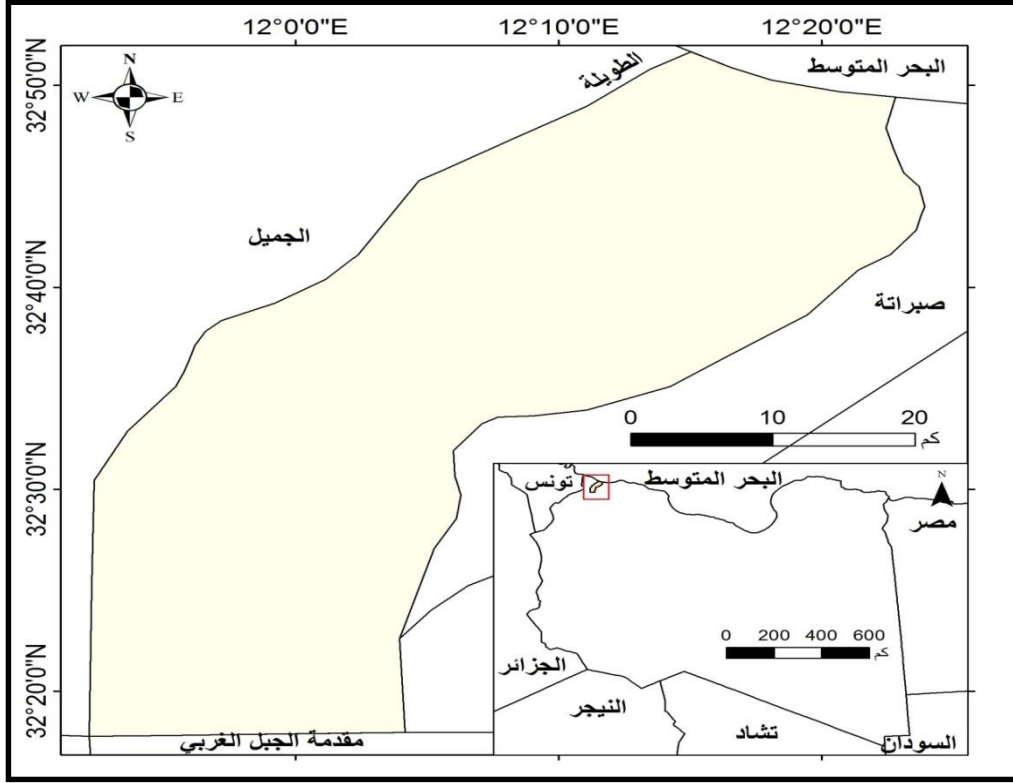 12°0'0"E 12°10'0"E 12°20'0"E
32°50'0"N
32°40'0"N
32°30'0"N
32°20'0"N
N
W E
S
الطويلة
البحر المتوسط
الجميل
صبراتة
0 10 20
كم
مقدمة الجبل الغربي
تونس
البحر المتوسط
N
مصر
0 200 400 600
كم
الجزائر
النيجر
تشاد
السودان